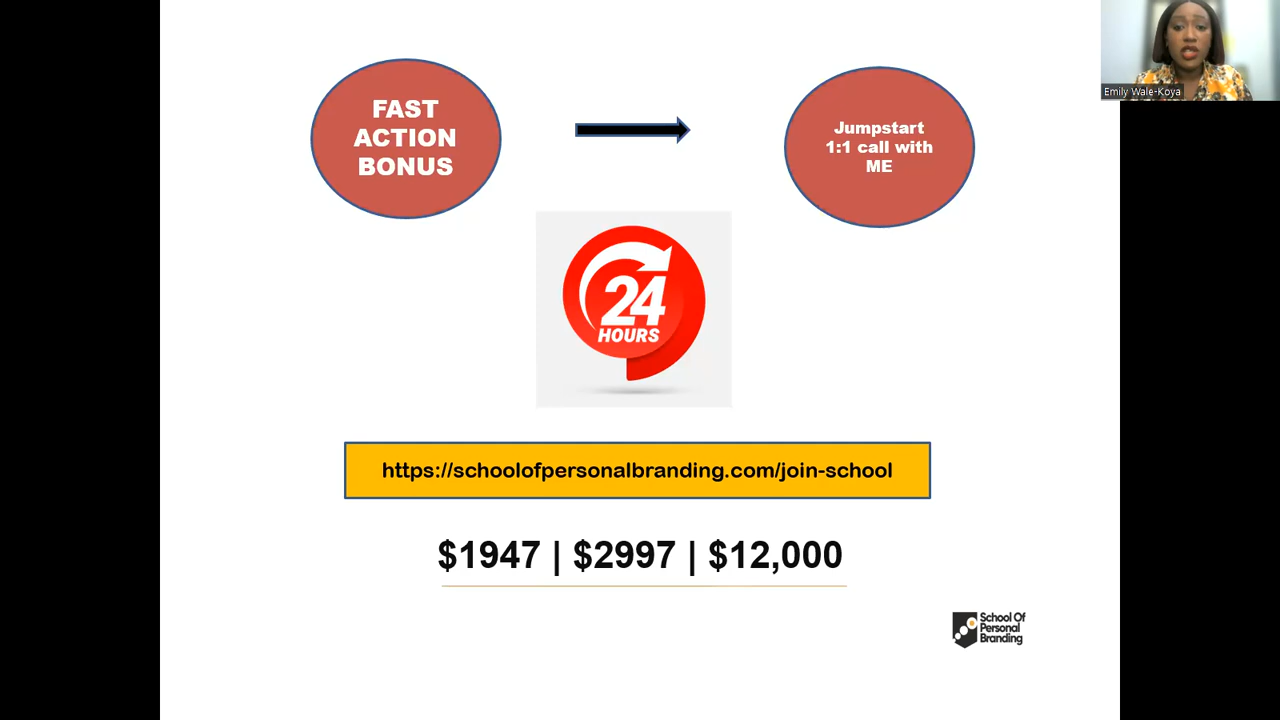 FAST
ACTION
BONUS
Jumpstart
1:1 call with
ME
Emily Wale-Koya
24
HOURS
https://schoolofpersonalbranding.com/join-school
$1947 | $2997 | $12,000
School Of
Personal
Branding